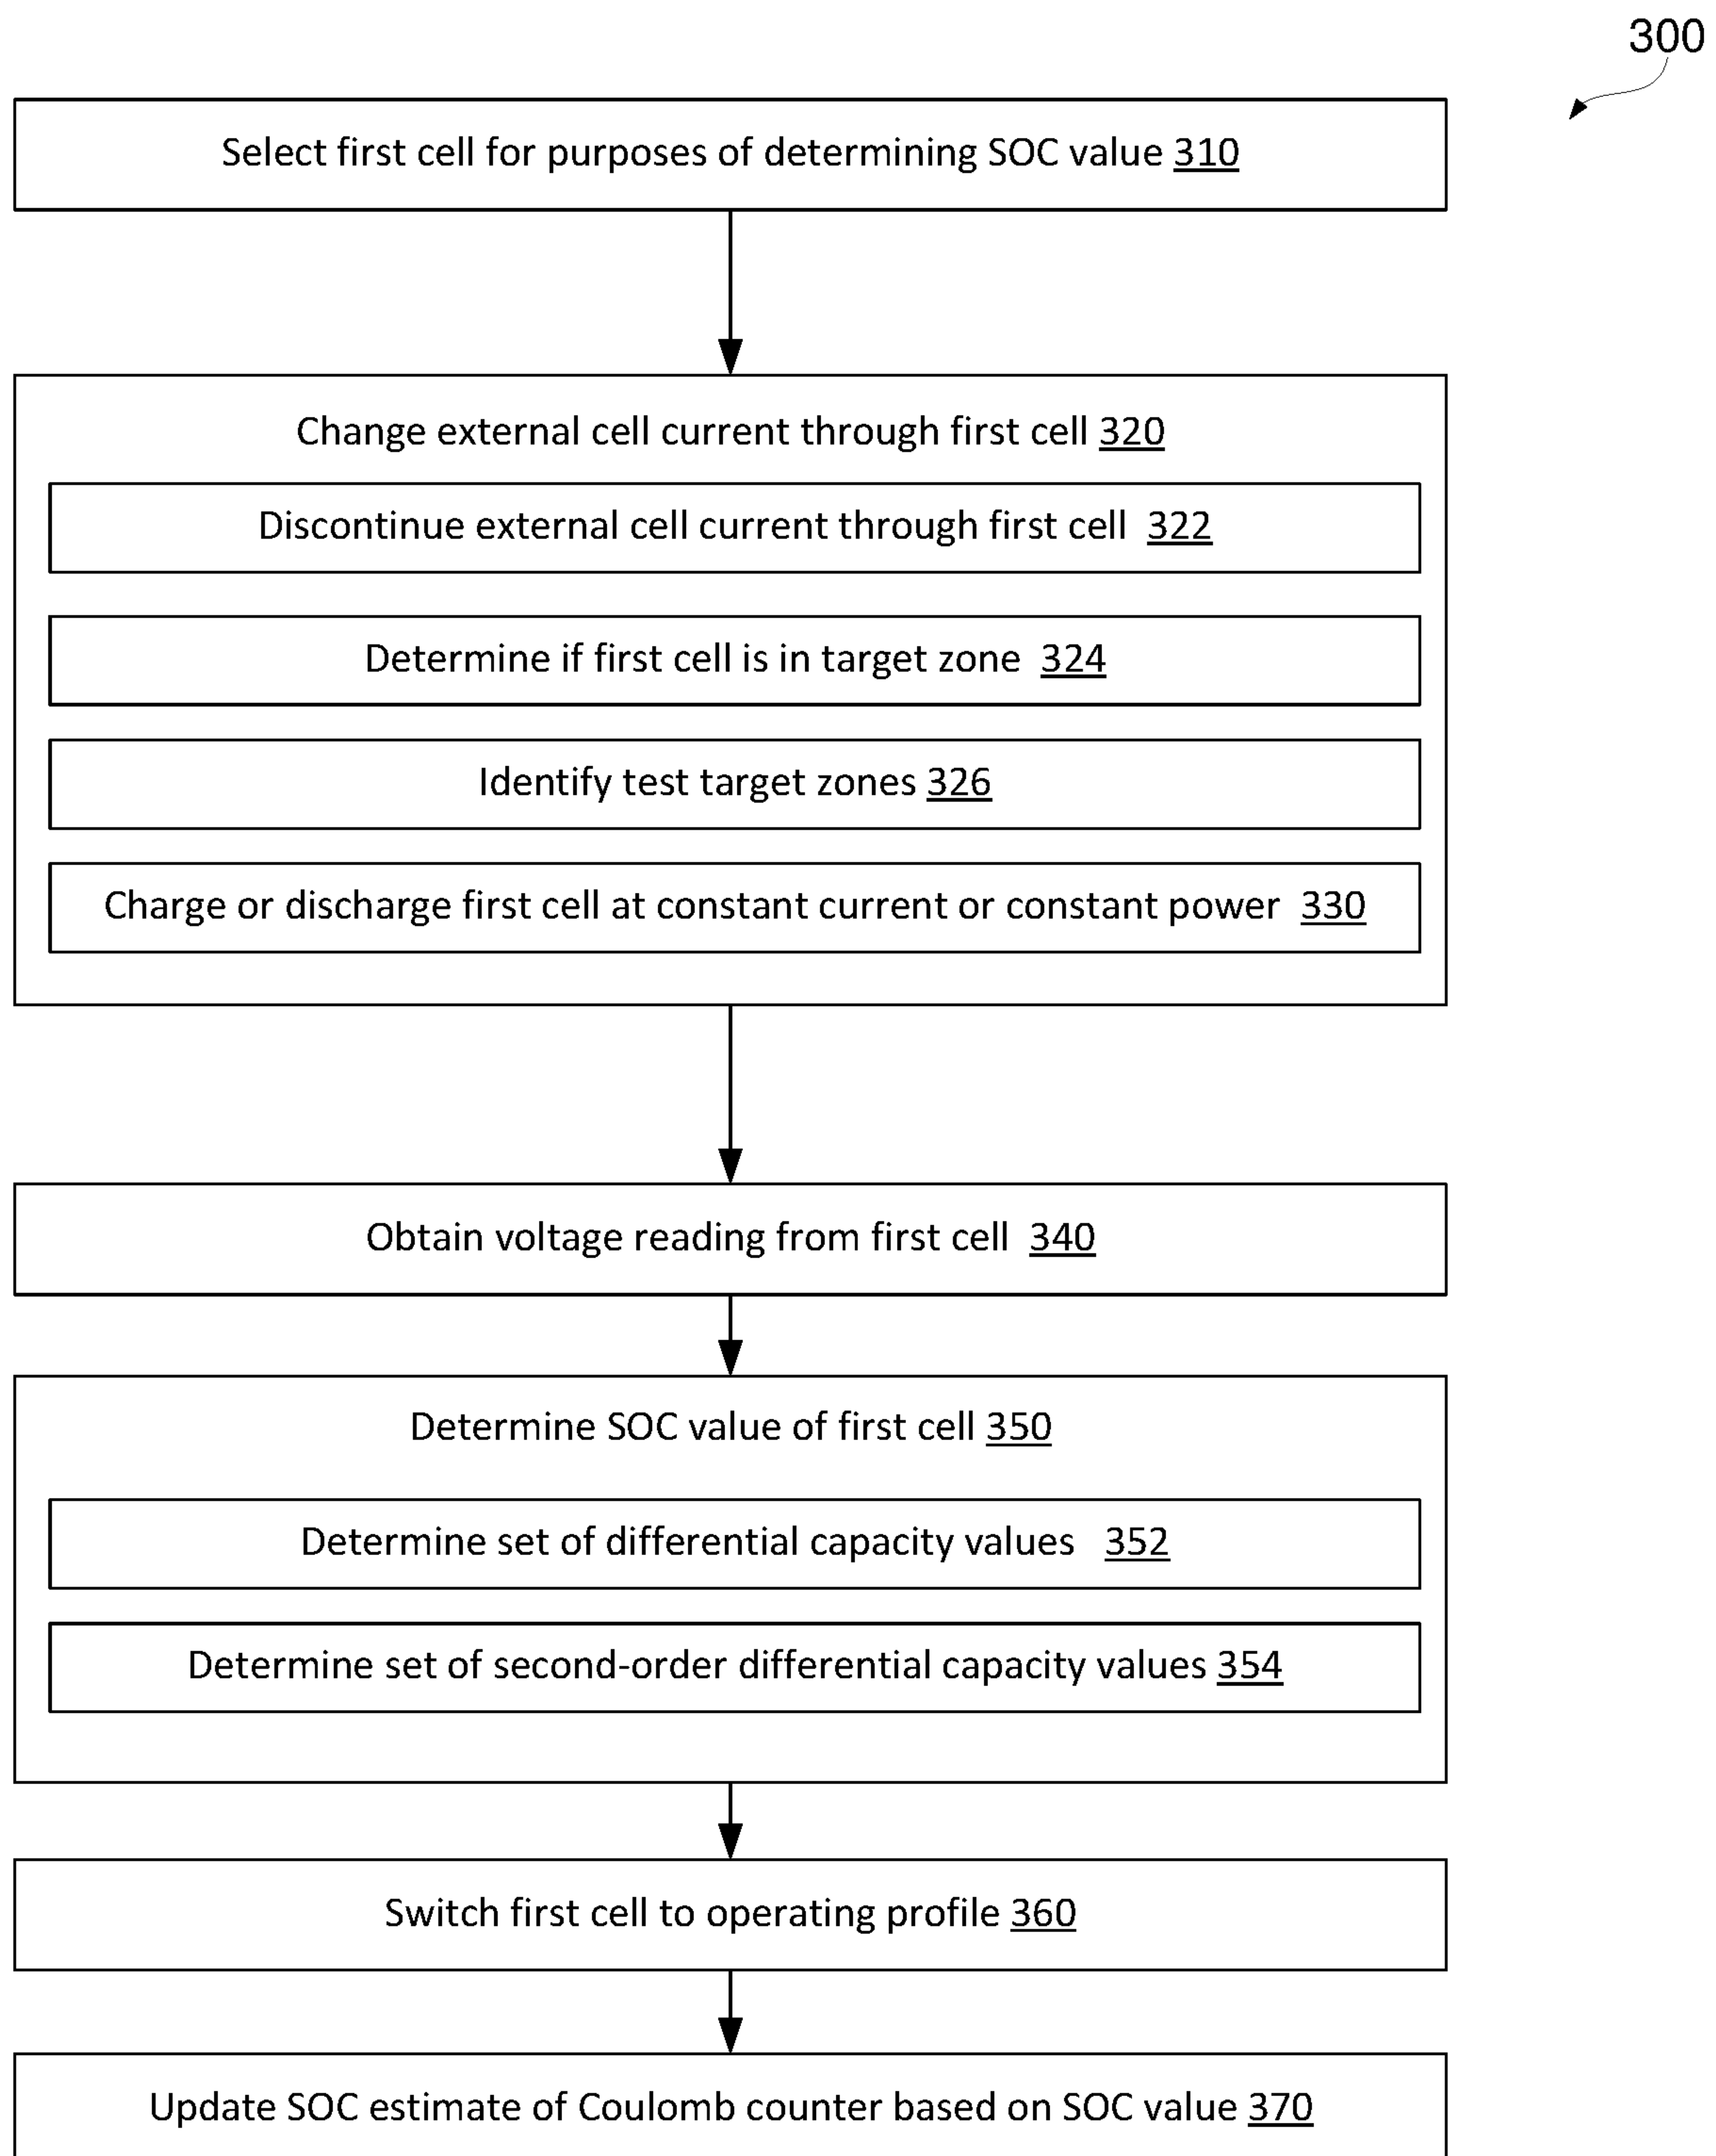 300
Select first cell for purposes of determining SOC value 310
Change external cell current through first cell 320
Discontinue external cell current through first cell 322
Determine if first cell is in target zone 324
Identify test target zones 326
Charge or discharge first cell at constant current or constant power 330
Obtain voltage reading from first cell 340
Determine SOC value of first cell 350
Determine set of differential capacity values 352
Determine set of second-order differential capacity values 354
Switch first cell to operating profile 360
Update SOC estimate of Coulomb counter based on SOC value 370